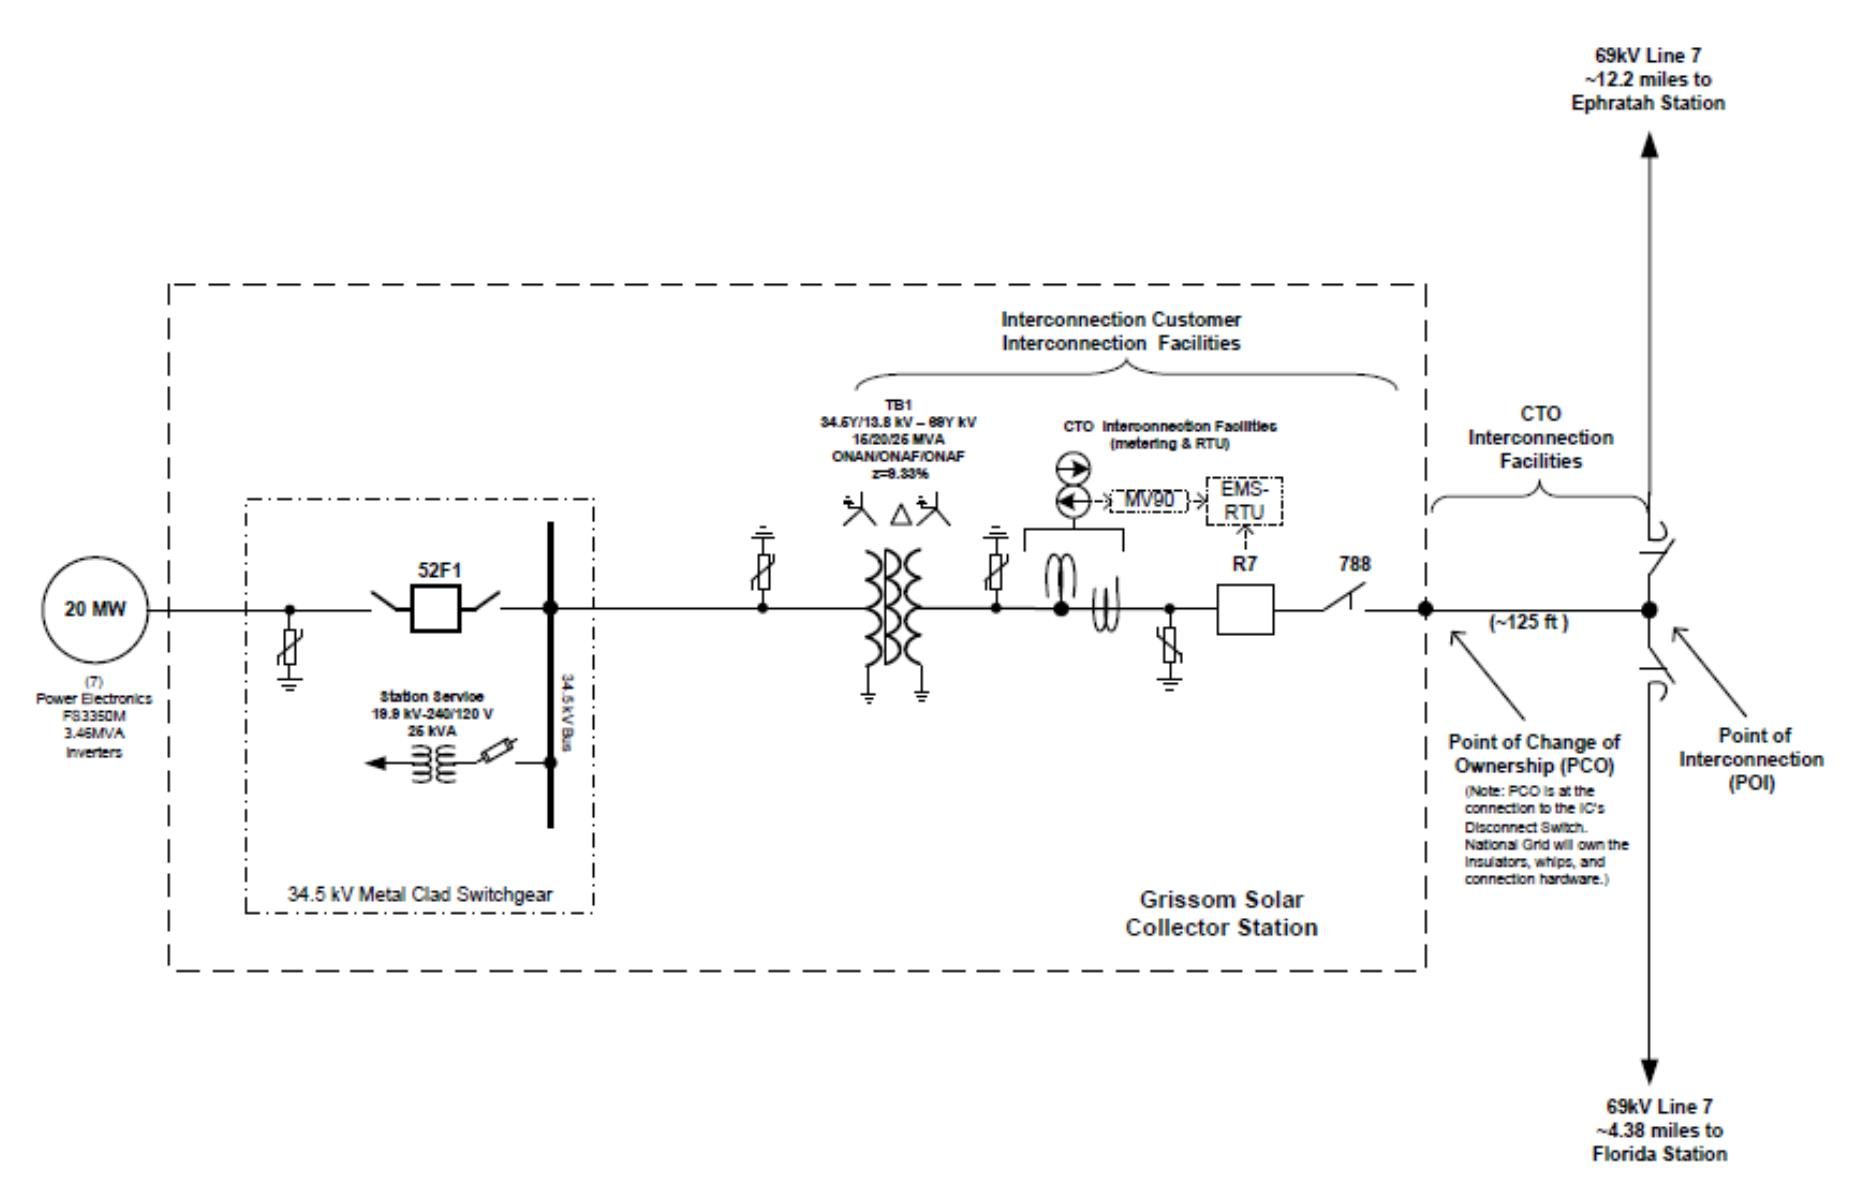 69kV Line 7
~12.2 miles to
Ephratah Station
Interconnection Customer
Interconnection Facilities
TB1
34.5Y/13.8 kV – 69Y kV
15/20/25 MVA
ONAN/ONAF/ONAF
z=9.33%
CTO Interconnection Facilities
(metering & RTU)
MV90
EMS-
RTU
R7
788
CTO
Interconnection
Facilities
(~125 ft )
52F1
20 MW
(7)
Power Electronics
FS3350M
3.46MVA
Inverters
Station Service
19.9 kV-240/120 V
25 kVA
34.5 kV Bus
34.5 kV Metal Clad Switchgear
Grissom Solar
Collector Station
Point of Change of
Ownership (PCO)
(Note: PCO is at the
connection to the IC's
Disconnect Switch.
National Grid will own the
insulators, whips, and
connection hardware.)
Point of
Interconnection
(POI)
69kV Line 7
~4.38 miles to
Florida Station